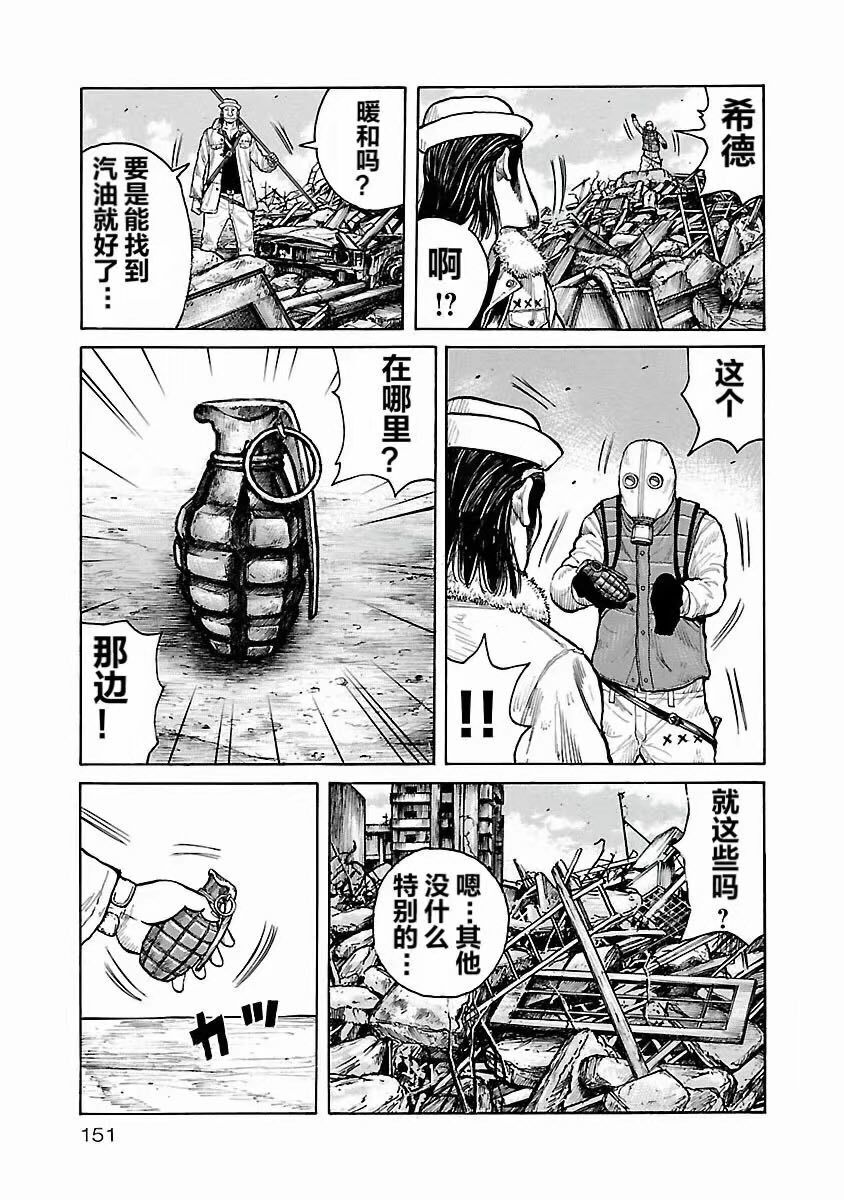 希德
啊
!?
暖和吗？
要是能找到
汽油就好了…
这个
!!
在哪里？
那边！
就这些吗？
嗯…其他
没什么
特别的…
カッ
151